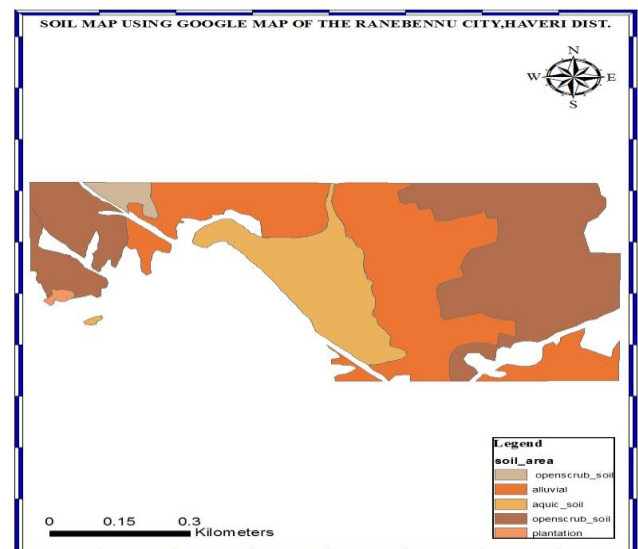 SOIL MAP USING GOOGLE MAP OF THE RANEBENNU CITY,HAVERI DIST.
N
W E
S
Legend
soil_area
openscrub_soil
alluvial
aquic_soil
openscrub_soil
plantation
0 0.15 0.3
Kilometers